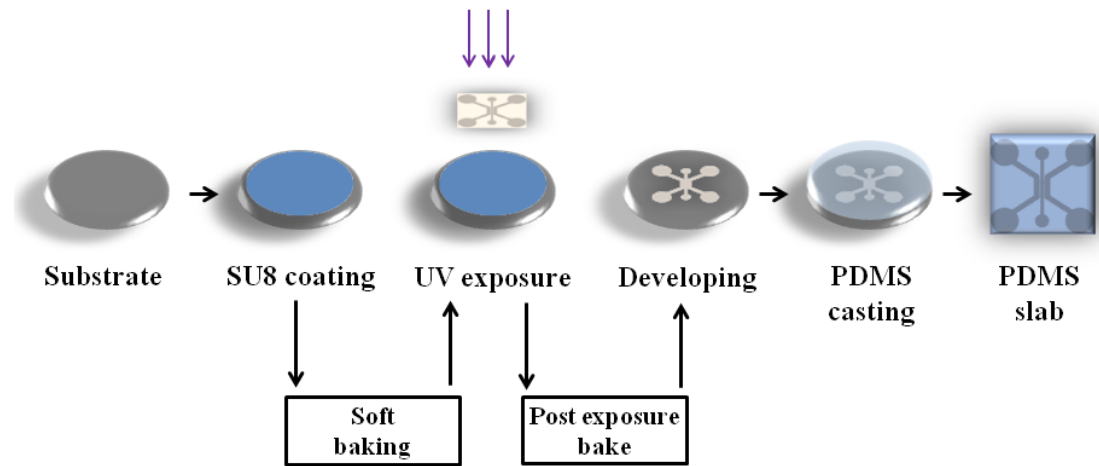 Substrate
SU8 coating
UV exposure
Developing
PDMS
casting
PDMS
slab
Soft
baking
Post exposure
bake